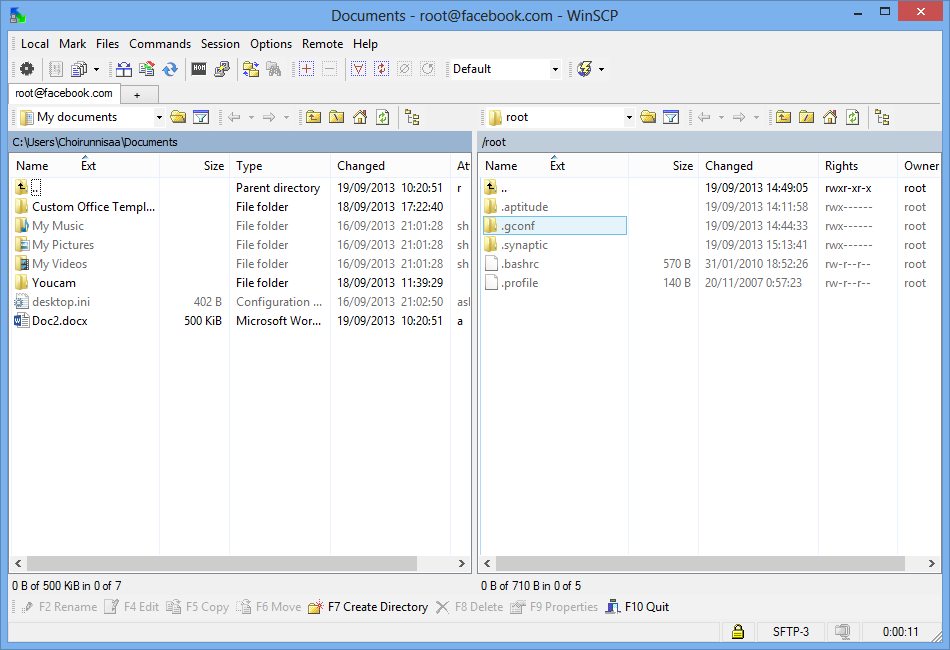 Documents - root@facebook.com - WinSCP
Local Mark Files Commands Session Options Remote Help
Default
root@facebook.com +
My documents root
C:\Users\Choirunnisaa\Documents /root
Name Ext Size Type Changed At Name Ext Size Changed Rights Owner
.. Parent directory 19/09/2013 10:20:51 r .. 19/09/2013 14:49:05 rwxr-xr-x root
Custom Office Templ... File folder 18/09/2013 17:22:40 .aptitude 19/09/2013 14:11:58 rwx------ root
My Music File folder 16/09/2013 21:01:28 sh .gconf 19/09/2013 14:44:33 rwx------ root
My Pictures File folder 16/09/2013 21:01:28 sh .synaptic 19/09/2013 15:13:41 rwx------ root
My Videos File folder 16/09/2013 21:01:28 sh .bashrc 570 B 31/01/2010 18:52:26 rw-r--r-- root
Youcam File folder 18/09/2013 11:39:29 .profile 140 B 20/11/2007 0:57:23 rw-r--r-- root
desktop.ini 402 B Configuration ... 16/09/2013 21:02:50 asl
Doc2.docx 500 KiB Microsoft Wor... 19/09/2013 10:20:51 a
0 B of 500 KiB in 0 of 7 0 B of 710 B in 0 of 5
F2 Rename F4 Edit F5 Copy F6 Move F7 Create Directory F8 Delete F9 Properties F10 Quit
SFTP-3 0:00:11